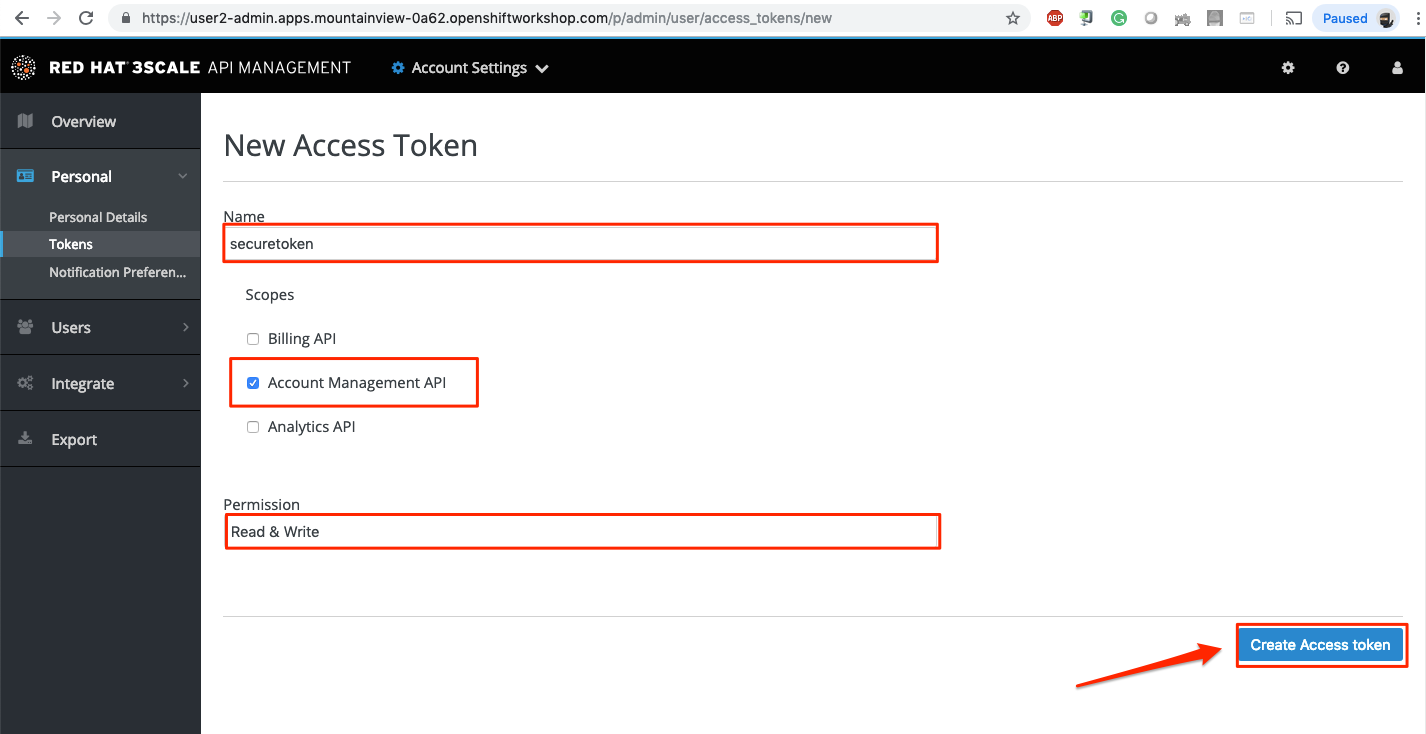 https://user2-admin.apps.mountainview-0a62.openshiftworkshop.com/p/admin/user/access_tokens/new
ABP
Paused
RED HAT 3SCALE API MANAGEMENT
Account Settings
Overview
Personal
Personal Details
Tokens
Notification Preferen...
Users
Integrate
Export
New Access Token
Name
securetoken
Scopes
Billing API
Account Management API
Analytics API
Permission
Read & Write
Create Access token